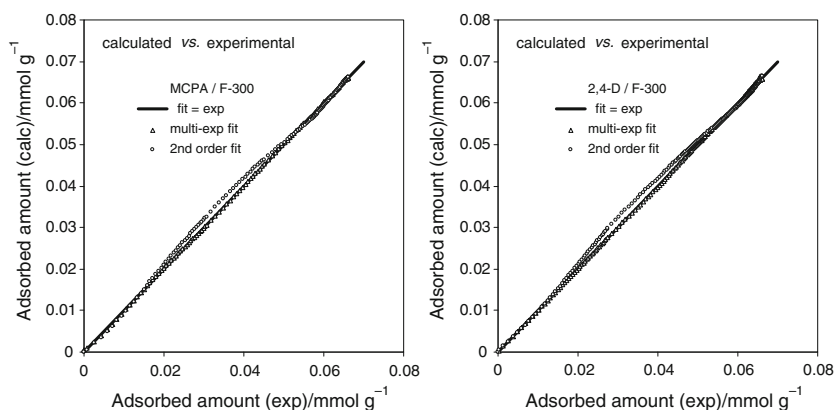 calculated vs. experimental
MCPA / F-300
fit = exp
multi-exp fit
2nd order fit
0.07
0.06
0.05
0.04
0.03
0.02
0.01
0
0
0.02
0.04
0.06
0.08
Adsorbed amount (calc)/mmol g⁻¹
Adsorbed amount (exp)/mmol g⁻¹
calculated vs. experimental
2,4-D / F-300
fit = exp
multi-exp fit
2nd order fit
0.07
0.06
0.05
0.04
0.03
0.02
0.01
0
0
0.02
0.04
0.06
0.08
Adsorbed amount (calc)/mmol g⁻¹
Adsorbed amount (exp)/mmol g⁻¹